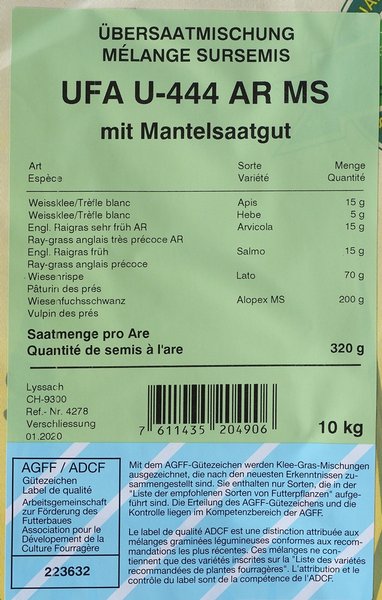 ÜBERSAATMISCHUNG
MÉLANGE SURSEMIS
UFA U-444 AR MS
mit Mantelsaatgut
Art Sorte Menge
Espèce Variété Quantité
Weissklee/Trèfle blanc Apis 15 g
Weissklee/Trèfle blanc Hebe 5 g
Engl. Raigras sehr früh AR Arvicola 15 g
Ray-grass anglais très précoce AR
Engl. Raigras früh Salmo 15 g
Ray-grass anglais précoce
Wiesenrispe Lato 70 g
Pâturin des prés
Wiesenfuchsschwanz Alopex MS 200 g
Vulpin des prés
Saatmenge pro Are
Quantité de semis à l'are 320 g
Lyssach
CH-9300
Ref.- Nr. 4278
Verschliessung
01.2020
7 611435 204906
10 kg
AGFF / ADCF
Gütezeichen
Label de qualité
Arbeitsgemeinschaft
zur Förderung des
Futterbaues
Association pour le
Dévelopement de la
Culture Fourragère
223632
Mit dem AGFF-Gütezeichen werden Klee-Gras-Mischungen
ausgezeichnet, die nach den neusten Erkenntnissen zu-
sammengestellt sind. Sie enthalten nur Sorten, die in der
"Liste der empfohlenen Sorten von Futterpflanzen" aufge-
führt sind. Die Erteilung des AGFF-Gütezeichens und die
Kontrolle liegen im Kompetenzbereich der AGFF.
Le label de qualité ADCF est une distinction attribuée aux
mélanges graminées légumineuses conformes aux recom-
mandations les plus récentes. Ces mélanges ne con-
tiennent que des variétés inscrites sur la "Liste des variétés
recommandées de plantes fourragères". L'attribution et le
contrôle du label sont de la compétence de l'ADCF.